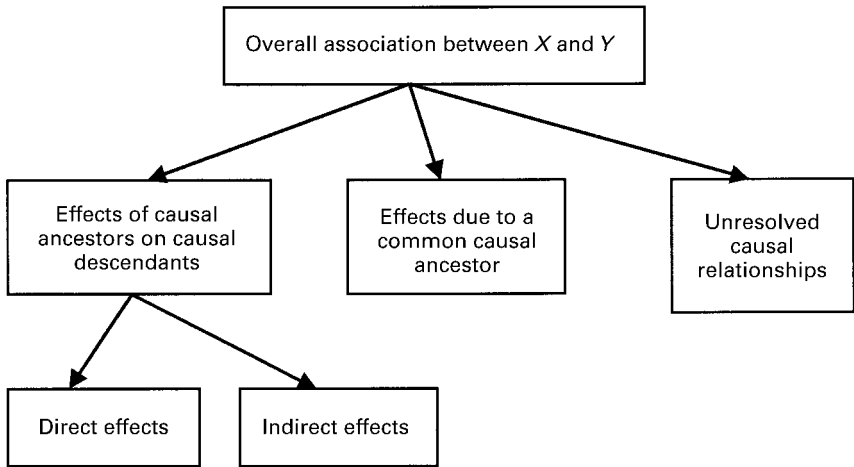 Overall association between X and Y
Effects of causal
ancestors on causal
descendants
Effects due to a
common causal
ancestor
Unresolved
causal
relationships
Direct effects
Indirect effects